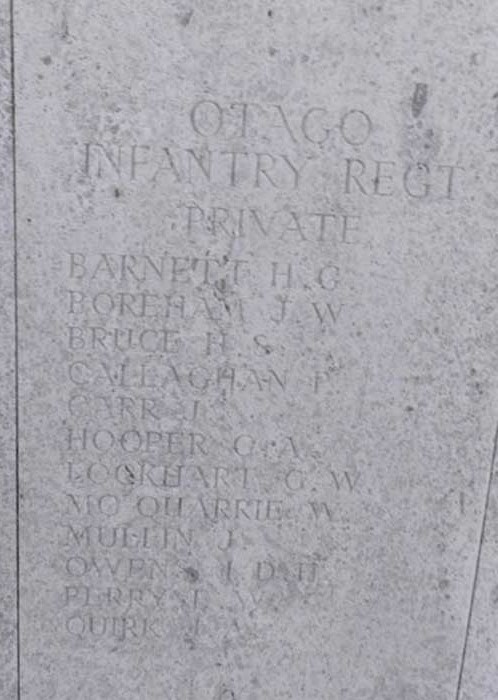 OTAGO
INFANTRY REGT
PRIVATE
BARNETT H. G.
BOREHAM J. W.
BRUCE H. S.
CALLAGHAN P.
CARR J.
HOOPER G. A.
LOCKHART G. W.
MC QUARRIE W.
MULLIN J.
OWENS J. D. H.
PERRY F. W.
QUIRK